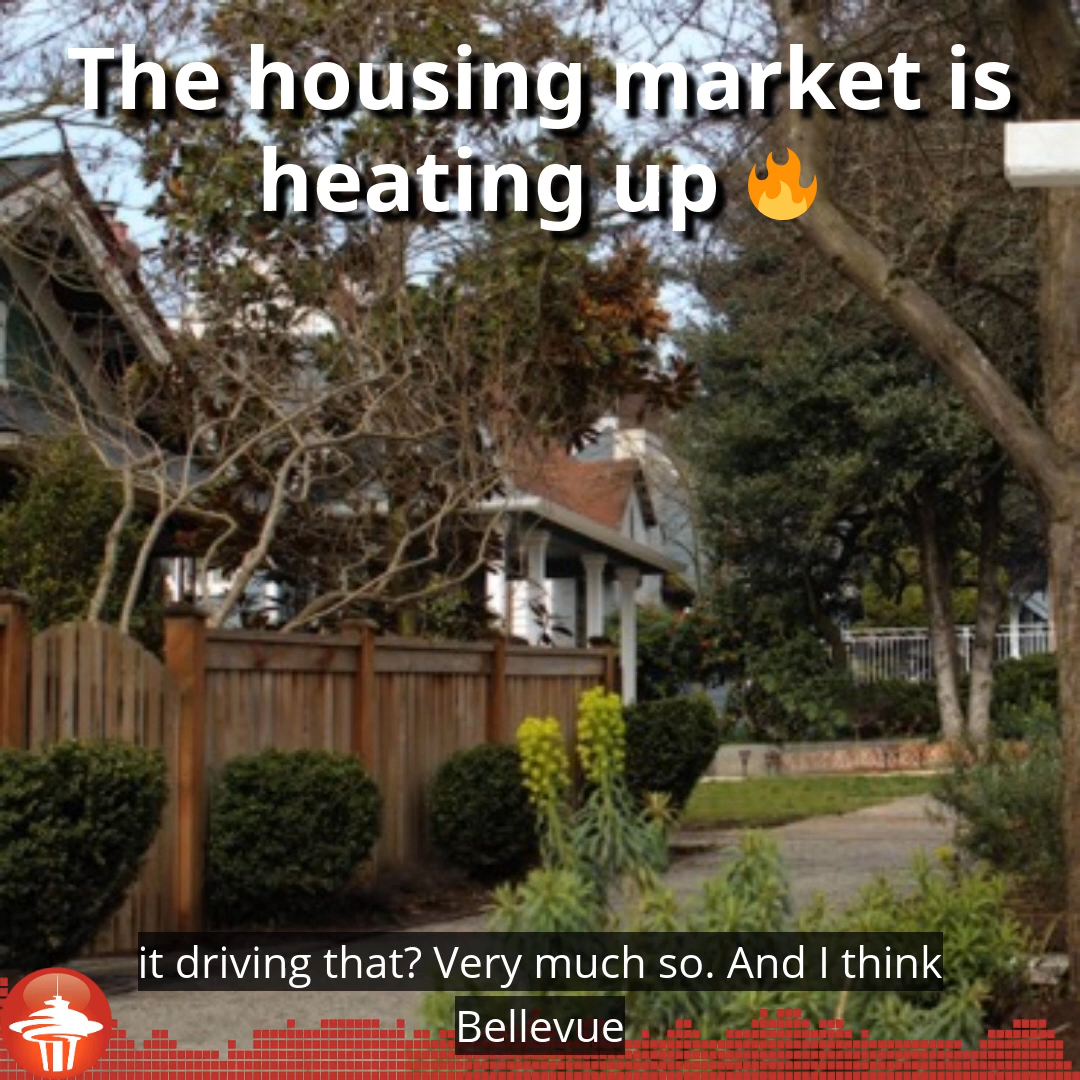 The housing market is
heating up 🔥
it driving that? Very much so. And I think
Bellevue